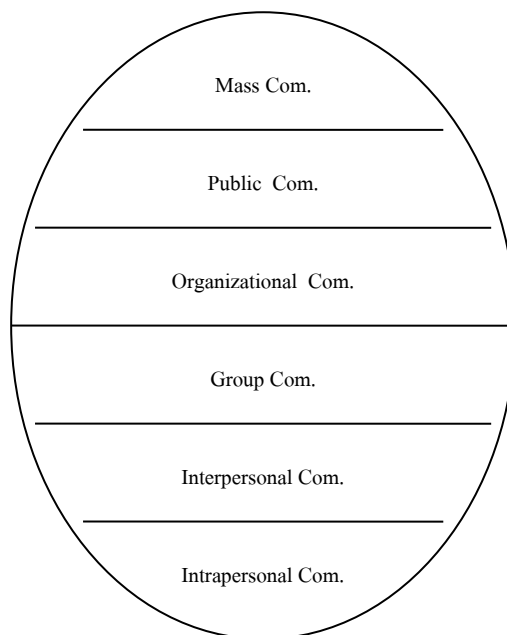 Mass Com.
Public Com.
Organizational Com.
Group Com.
Interpersonal Com.
Intrapersonal Com.